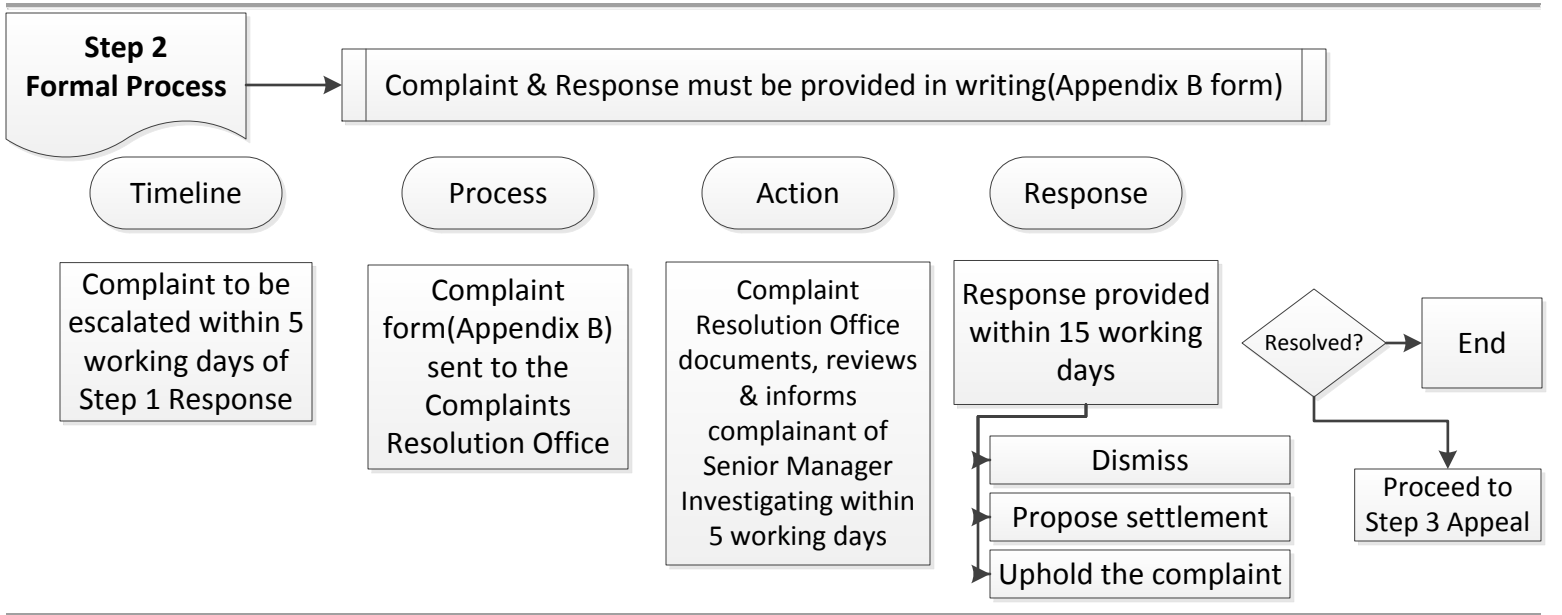 Step 2
Formal Process
Complaint & Response must be provided in writing(Appendix B form)
Timeline
Process
Action
Response
Complaint to be
escalated within 5
working days of
Step 1 Response
Complaint
form(Appendix B)
sent to the
Complaints
Resolution Office
Complaint
Resolution Office
documents, reviews
& informs
complainant of
Senior Manager
Investigating within
5 working days
Response provided
within 15 working
days
Dismiss
Propose settlement
Uphold the complaint
Resolved?
End
Proceed to
Step 3 Appeal